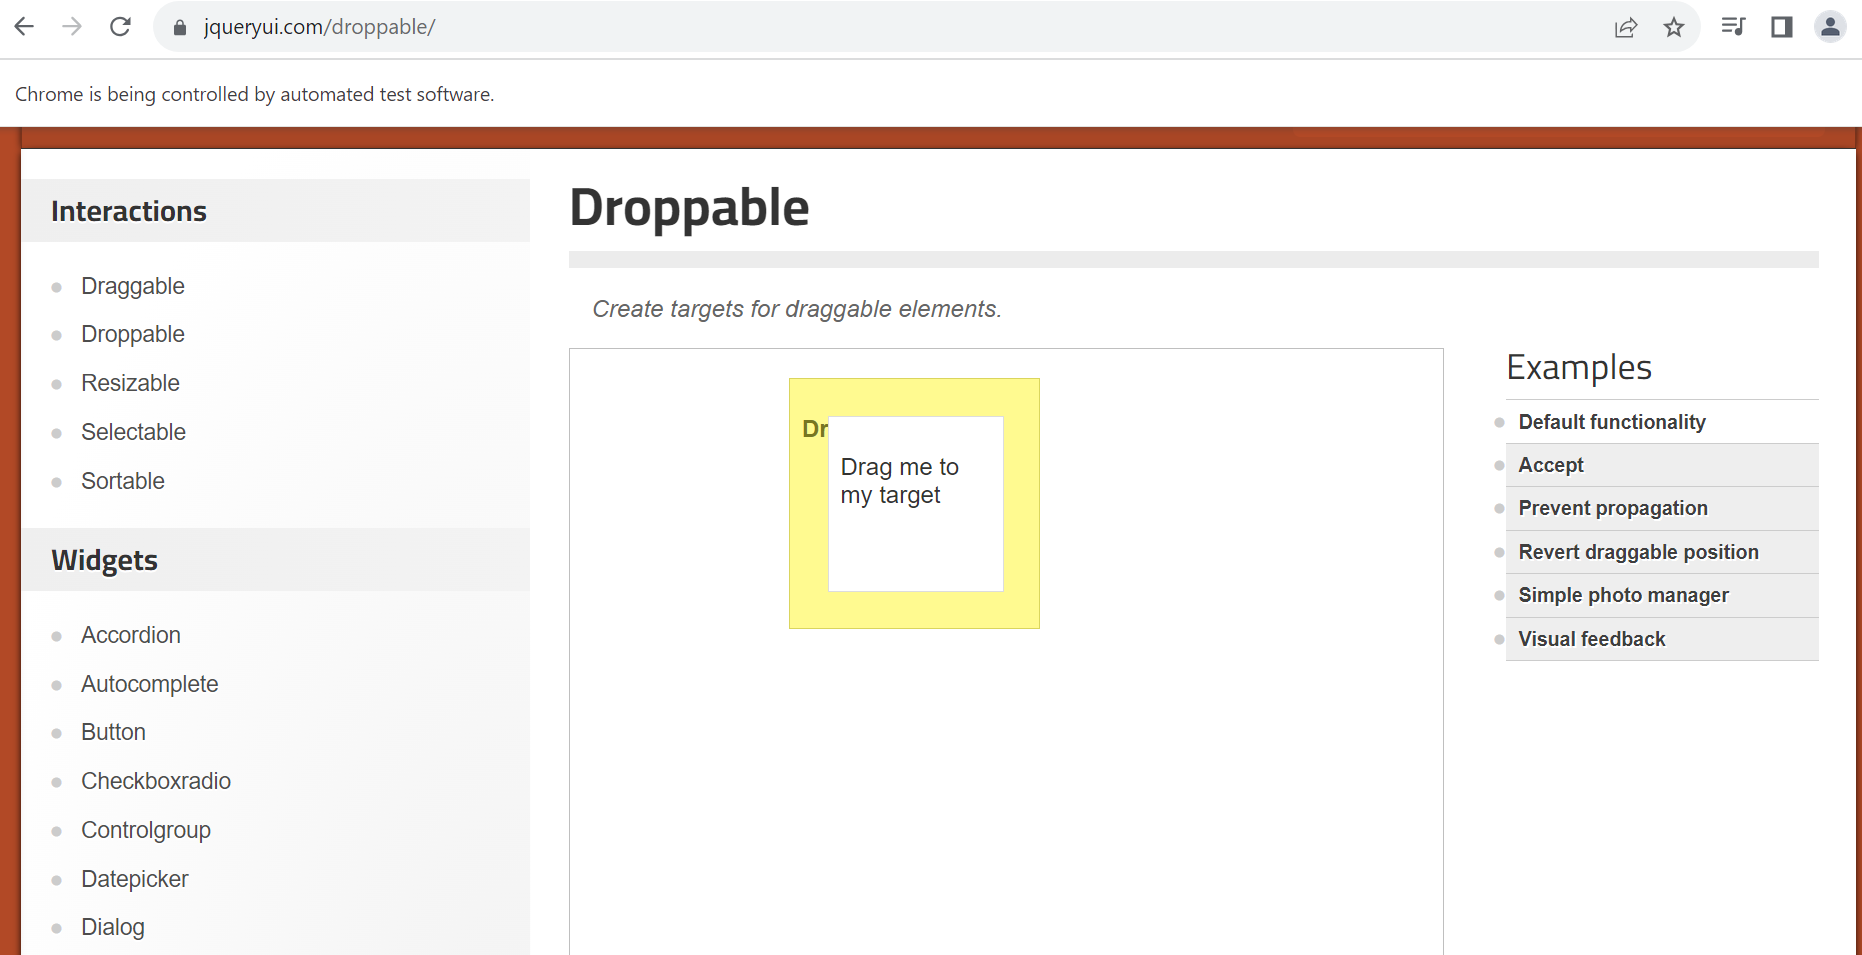 jqueryui.com/droppable/
Chrome is being controlled by automated test software.
Interactions
Draggable
Droppable
Resizable
Selectable
Sortable
Widgets
Accordion
Autocomplete
Button
Checkboxradio
Controlgroup
Datepicker
Dialog
Droppable
Create targets for draggable elements.
Dr
Drag me to
my target
Examples
Default functionality
Accept
Prevent propagation
Revert draggable position
Simple photo manager
Visual feedback